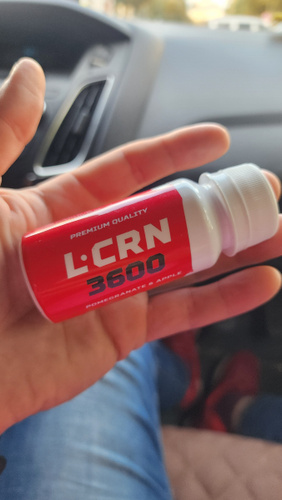 PREMIUM QUALITY
L·CRN
3600
POMEGRANATE & APPLE